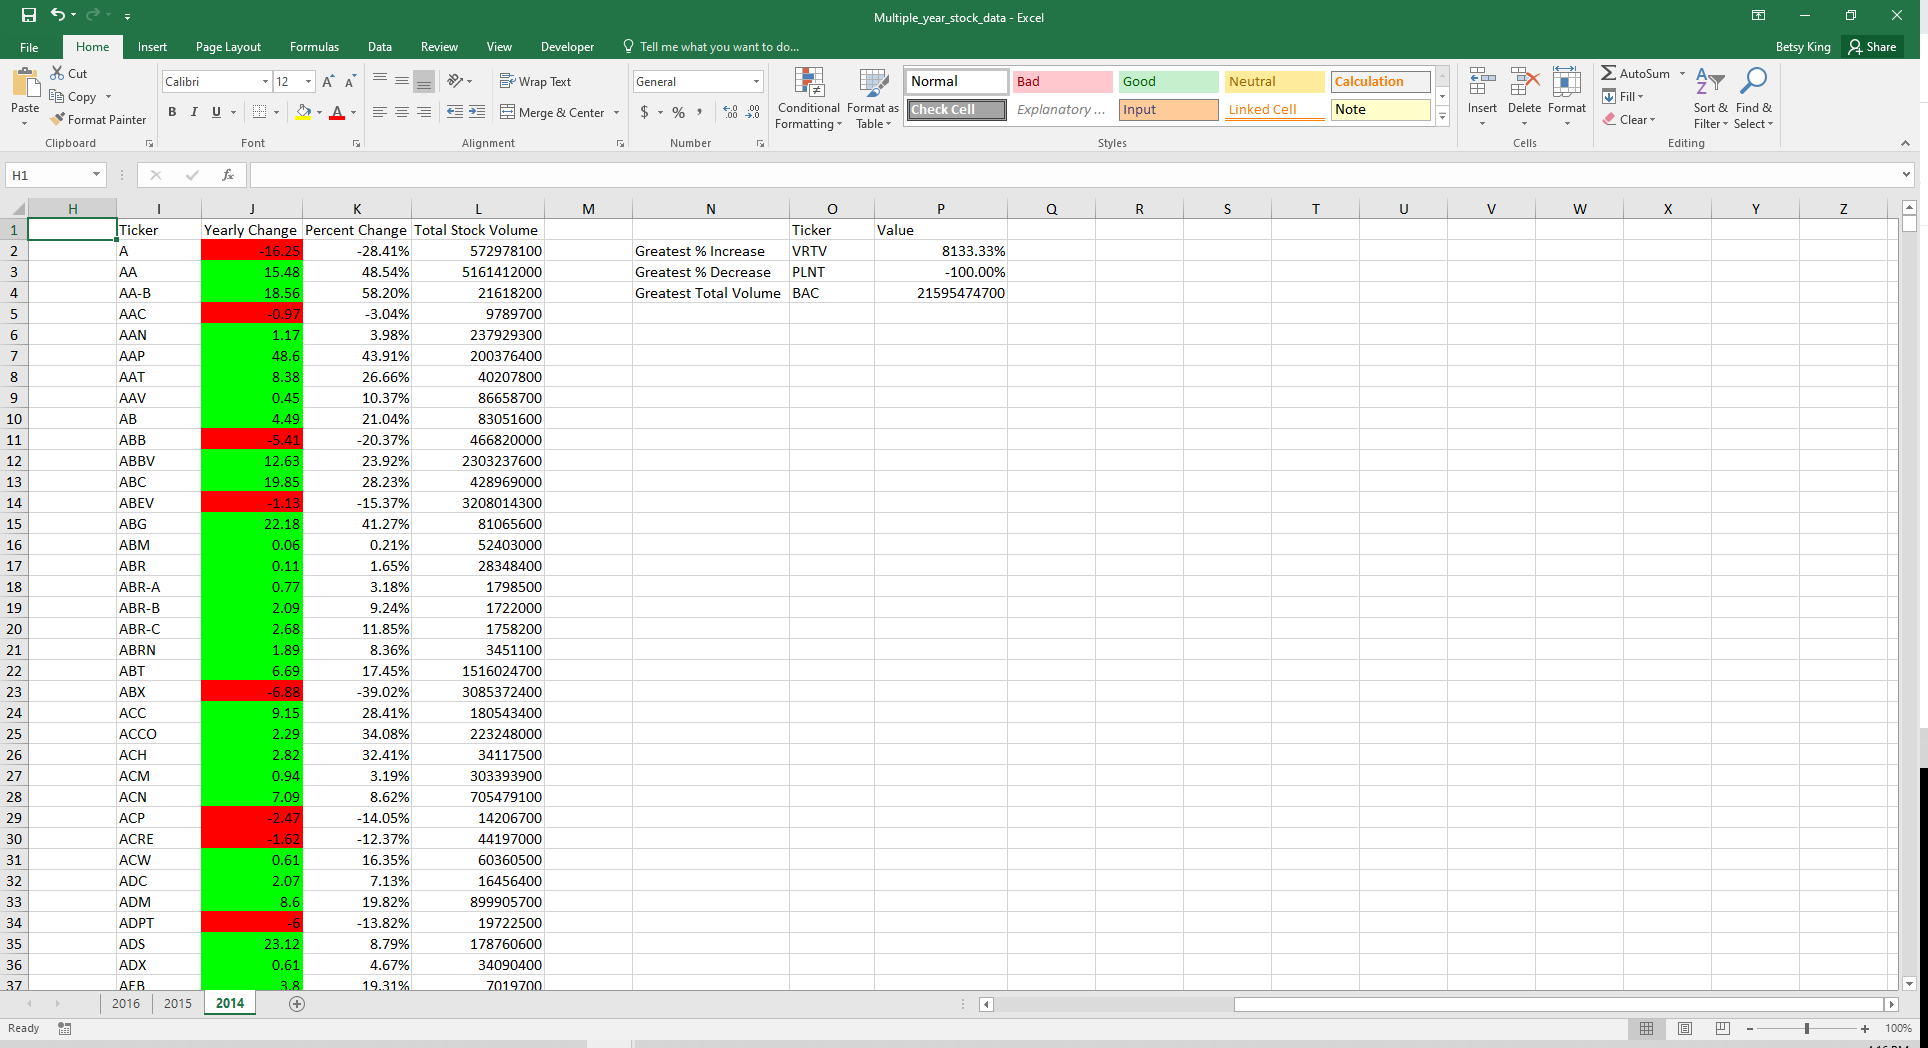 Multiple_year_stock_data - Excel
File Home Insert Page Layout Formulas Data Review View Developer Tell me what you want to do... Betsy King Share
Paste Cut Copy Format Painter Clipboard
Calibri 12 A A B I U A Font
Wrap Text Merge & Center Alignment
General $ % , Number
Conditional Formatting Format as Table
Normal Bad Good Neutral Calculation
Check Cell Explanatory ... Input Linked Cell Note
Styles
Insert Delete Format Cells
AutoSum Fill Clear Sort & Filter Find & Select Editing
H1 fx
H I J K L M N O P Q R S T U V W X Y Z
1 Ticker Yearly Change Percent Change Total Stock Volume Ticker Value
2 A -16.25 -28.41% 572978100 Greatest % Increase VRTV 8133.33%
3 AA 15.48 48.54% 5161412000 Greatest % Decrease PLNT -100.00%
4 AA-B 18.56 58.20% 21618200 Greatest Total Volume BAC 21595474700
5 AAC -0.97 -3.04% 9789700
6 AAN 1.17 3.98% 237929300
7 AAP 48.6 43.91% 200376400
8 AAT 8.38 26.66% 40207800
9 AAV 0.45 10.37% 86658700
10 AB 4.49 21.04% 83051600
11 ABB -5.41 -20.37% 466820000
12 ABBV 12.63 23.92% 2303237600
13 ABC 19.85 28.23% 428969000
14 ABEV -1.13 -15.37% 3208014300
15 ABG 22.18 41.27% 81065600
16 ABM 0.06 0.21% 52403000
17 ABR 0.11 1.65% 28348400
18 ABR-A 0.77 3.18% 1798500
19 ABR-B 2.09 9.24% 1722000
20 ABR-C 2.68 11.85% 1758200
21 ABRN 1.89 8.36% 3451100
22 ABT 6.69 17.45% 1516024700
23 ABX -6.88 -39.02% 3085372400
24 ACC 9.15 28.41% 180543400
25 ACCO 2.29 34.08% 223248000
26 ACH 2.82 32.41% 34117500
27 ACM 0.94 3.19% 303393900
28 ACN 7.09 8.62% 705479100
29 ACP -2.47 -14.05% 14206700
30 ACRE -1.62 -12.37% 44197000
31 ACW 0.61 16.35% 60360500
32 ADC 2.07 7.13% 16456400
33 ADM 8.6 19.82% 899905700
34 ADPT -6 -13.82% 19722500
35 ADS 23.12 8.79% 178760600
36 ADX 0.61 4.67% 34090400
37 AEB 3.8 19.31% 7019700
2016 2015 2014
Ready 100%